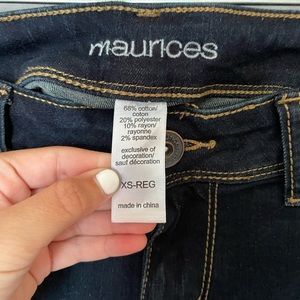 maurices
68% cotton/
coton
20% polyester
10% rayon/
rayonne
2% spandex
exclusive of
decoration/
sauf décoration
XS-REG
made in china